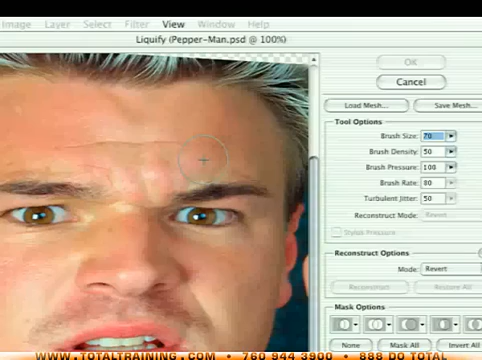 Image Layer Select Filter View Window Help
Liquify (Pepper-Man.psd @ 100%)
OK
Cancel
Load Mesh... Save Mesh...
Tool Options
Brush Size: 70
Brush Density: 50
Brush Pressure: 100
Brush Rate: 80
Turbulent Jitter: 50
Reconstruct Mode: Revert
Stylus Pressure
Reconstruct Options
Mode: Revert
Reconstruct Restore All
Mask Options
None Mask All Invert All
WWW.TOTALTRAINING.COM • 760 944 3900 • 888 DO TOTAL